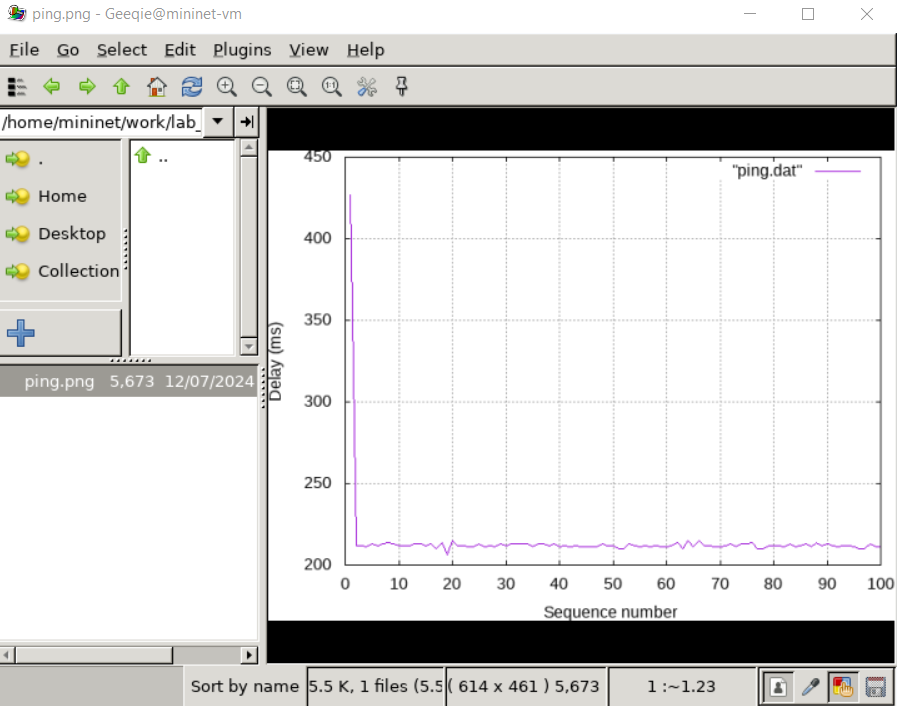 ping.png - Geeqie@mininet-vm
File Go Select Edit Plugins View Help
/home/mininet/work/lab_
.
Home
Desktop
Collection
..
ping.png 5,673 12/07/2024
"ping.dat"
450
400
350
300
250
200
Delay (ms)
0 10 20 30 40 50 60 70 80 90 100
Sequence number
Sort by name
5.5 K, 1 files (5.5
( 614 x 461 ) 5,673
1 :~1.23